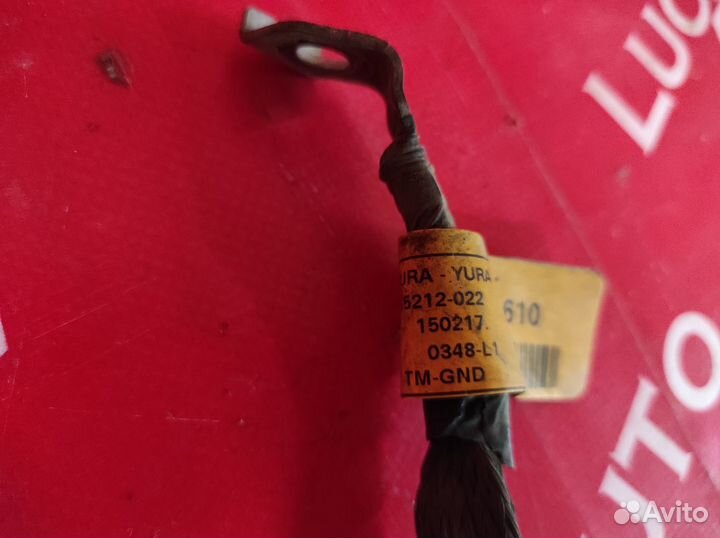 URA - YURA -
5212-022
150217.
0348-L1
TM-GND
610
LUC
UTO
Avito